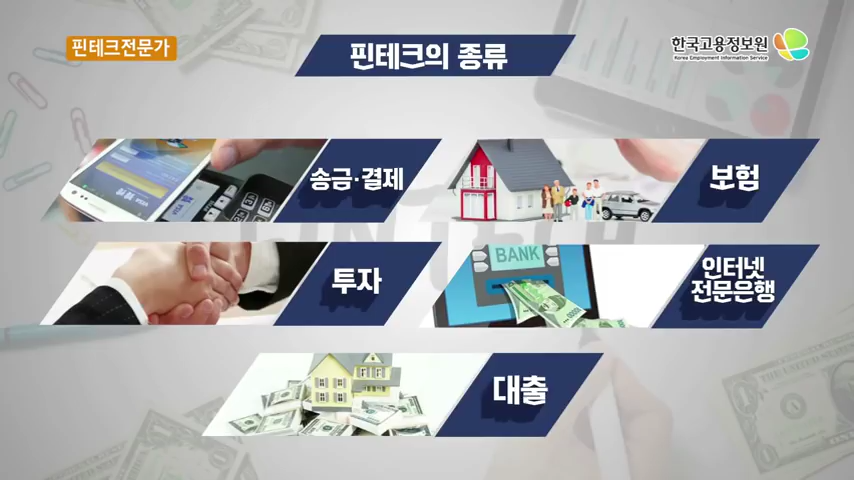 핀테크전문가
핀테크의 종류
한국고용정보원
Korea Employment Information Service
송금·결제
보험
투자
BANK
인터넷
전문은행
대출